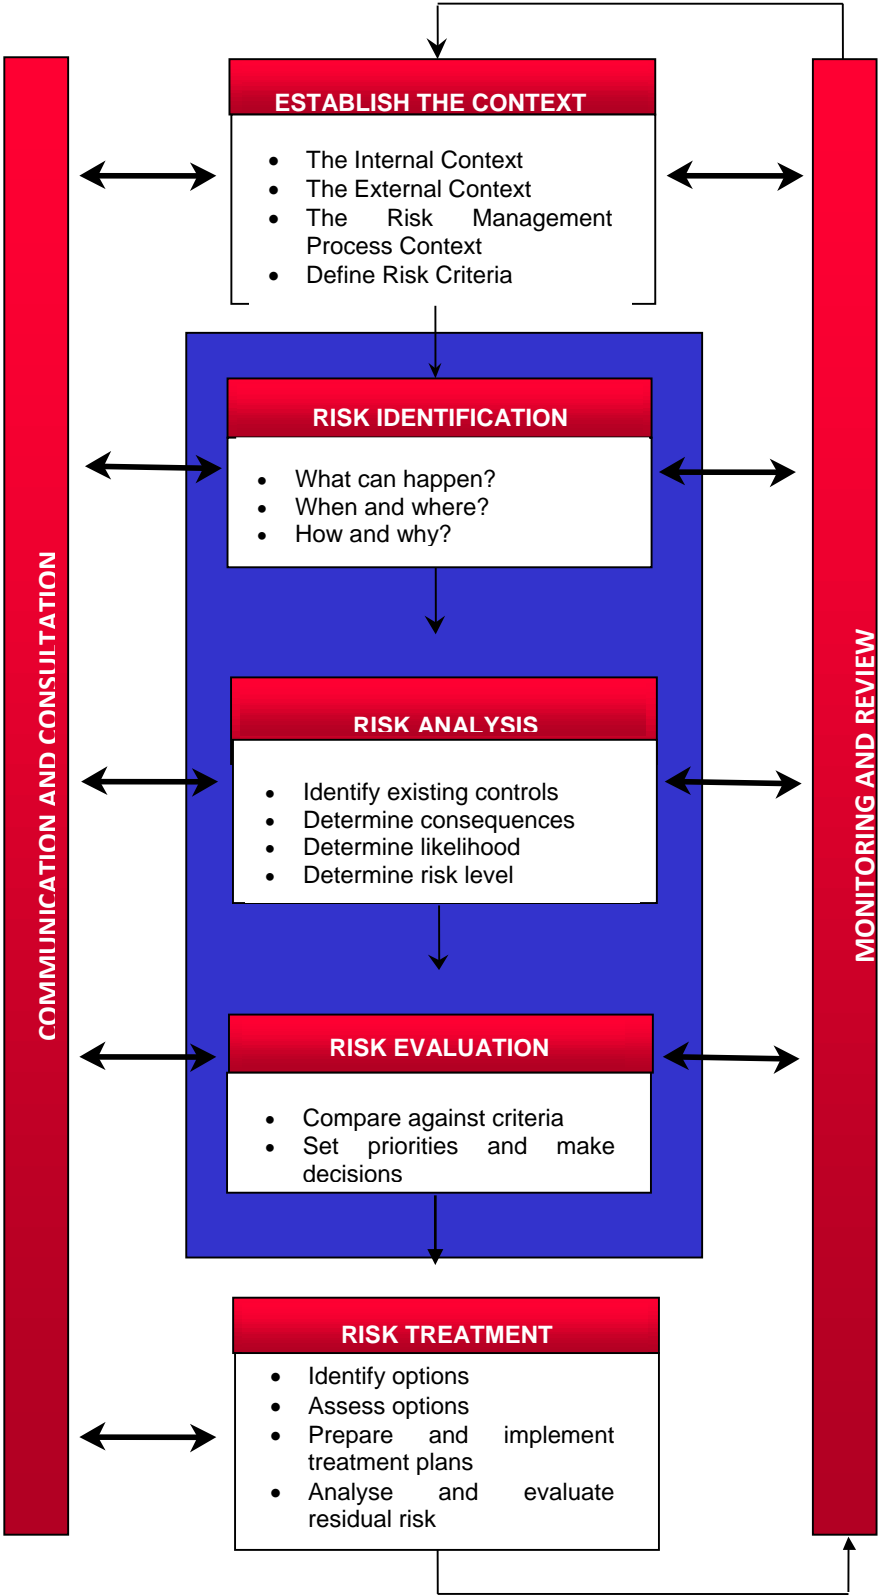 ESTABLISH THE CONTEXT
The Internal Context
The External Context
The Risk Management
Process Context
Define Risk Criteria
RISK IDENTIFICATION
What can happen?
When and where?
How and why?
RISK ANALYSIS
Identify existing controls
Determine consequences
Determine likelihood
Determine risk level
RISK EVALUATION
Compare against criteria
Set priorities and make
decisions
RISK TREATMENT
Identify options
Assess options
Prepare and implement
treatment plans
Analyse and evaluate
residual risk
COMMUNICATION AND CONSULTATION
MONITORING AND REVIEW